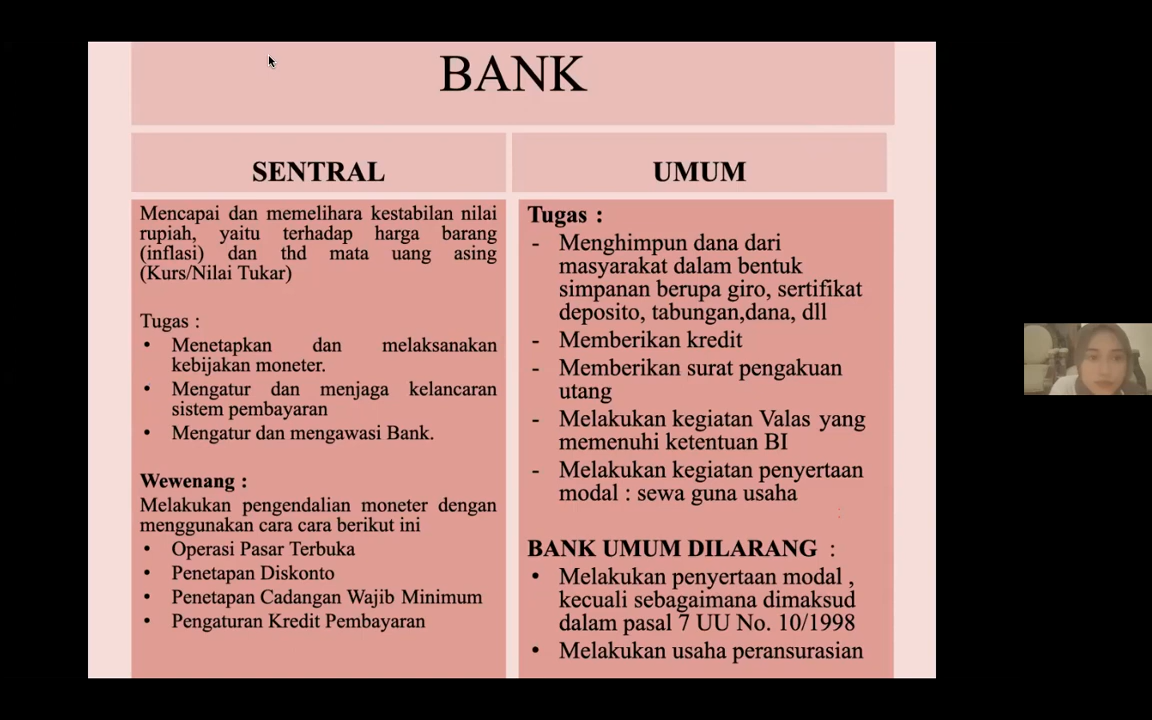 BANK
SENTRAL
Mencapai dan memelihara kestabilan nilai
rupiah, yaitu terhadap harga barang
(inflasi) dan thd mata uang asing
(Kurs/Nilai Tukar)
Tugas :
• Menetapkan dan melaksanakan
kebijakan moneter.
• Mengatur dan menjaga kelancaran
sistem pembayaran
• Mengatur dan mengawasi Bank.
Wewenang :
Melakukan pengendalian moneter dengan
menggunakan cara cara berikut ini
• Operasi Pasar Terbuka
• Penetapan Diskonto
• Penetapan Cadangan Wajib Minimum
• Pengaturan Kredit Pembayaran
UMUM
Tugas :
- Menghimpun dana dari
masyarakat dalam bentuk
simpanan berupa giro, sertifikat
deposito, tabungan,dana, dll
- Memberikan kredit
- Memberikan surat pengakuan
utang
- Melakukan kegiatan Valas yang
memenuhi ketentuan BI
- Melakukan kegiatan penyertaan
modal : sewa guna usaha
BANK UMUM DILARANG :
• Melakukan penyertaan modal ,
kecuali sebagaimana dimaksud
dalam pasal 7 UU No. 10/1998
• Melakukan usaha peransurasian